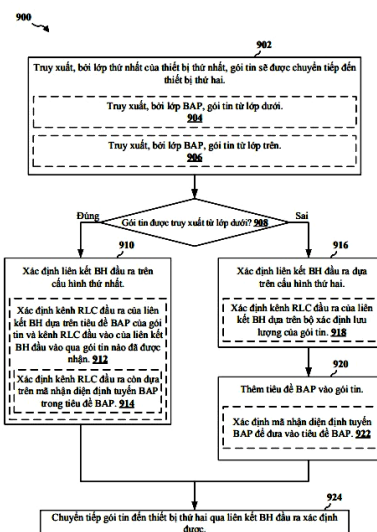 900
902
Truy xuất, bởi lớp thứ nhất của thiết bị thứ nhất, gói tin sẽ được chuyển tiếp đến
thiết bị thứ hai.
Truy xuất, bởi lớp BAP, gói tin từ lớp dưới.
904
Truy xuất, bởi lớp BAP, gói tin từ lớp trên.
906
Gói tin được truy xuất từ lớp dưới? 908
Đúng
Sai
910
Xác định liên kết BH đầu ra trên
cấu hình thứ nhất.
Xác định kênh RLC đầu ra của liên
kết BH dựa trên tiêu đề BAP của gói
tin và kênh RLC đầu vào của liên
kết BH đầu vào qua gói tin nào đã được
nhận. 912
Xác định kênh RLC đầu ra còn dựa
trên mã nhận diện định tuyến BAP
trong tiêu đề BAP. 914
916
Xác định liên kết BH đầu ra dựa
trên cấu hình thứ hai.
Xác định kênh RLC đầu ra của liên
kết BH dựa trên bộ xác định lưu
lượng của gói tin. 918
920
Thêm tiêu đề BAP vào gói tin.
Xác định mã nhận diện định tuyến
BAP để đưa vào tiêu đề BAP. 922
924
Chuyển tiếp gói tin đến thiết bị thứ hai qua liên kết BH đầu ra xác định
được.